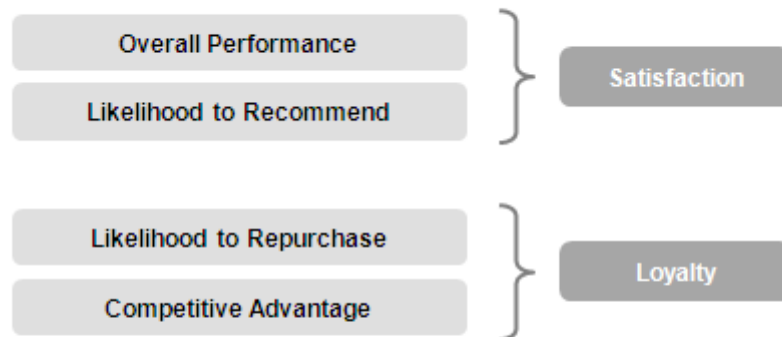 Overall Performance
Likelihood to Recommend
Satisfaction
Likelihood to Repurchase
Competitive Advantage
Loyalty